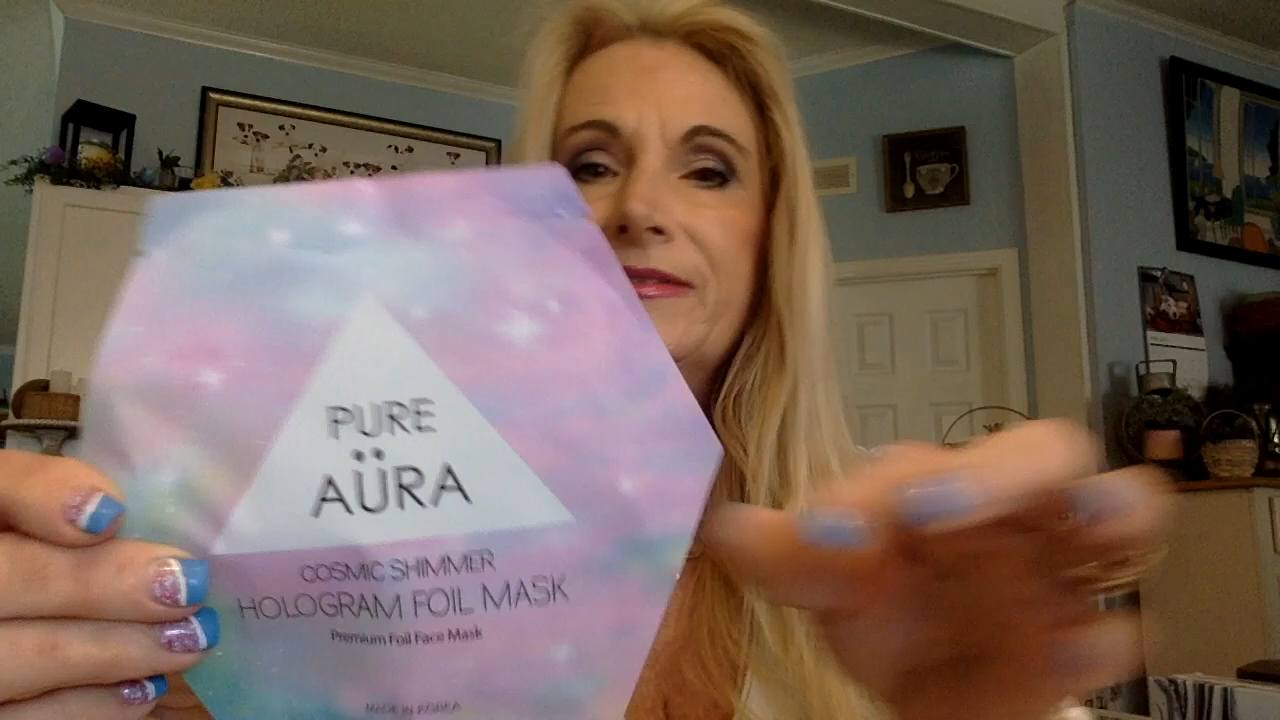 PURE
AÜRA
COSMIC SHIMMER
HOLOGRAM FOIL MASK
Premium Foil Face Mask
MADE IN KOREA